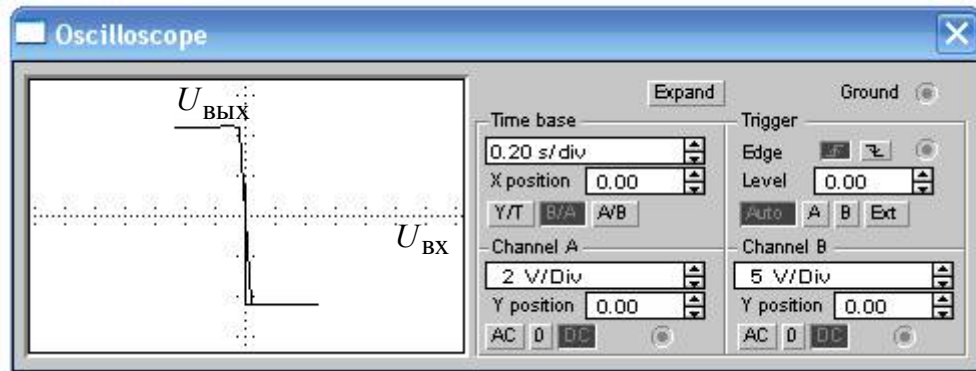 Oscilloscope
Uвых
Uвх
Expand
Ground
Time base
0.20 s/div
X position 0.00
Y/T B/A A/B
Trigger
Edge
Level 0.00
Auto A B Ext
Channel A
2 V/Div
Y position 0.00
AC 0 DC
Channel B
5 V/Div
Y position 0.00
AC 0 DC